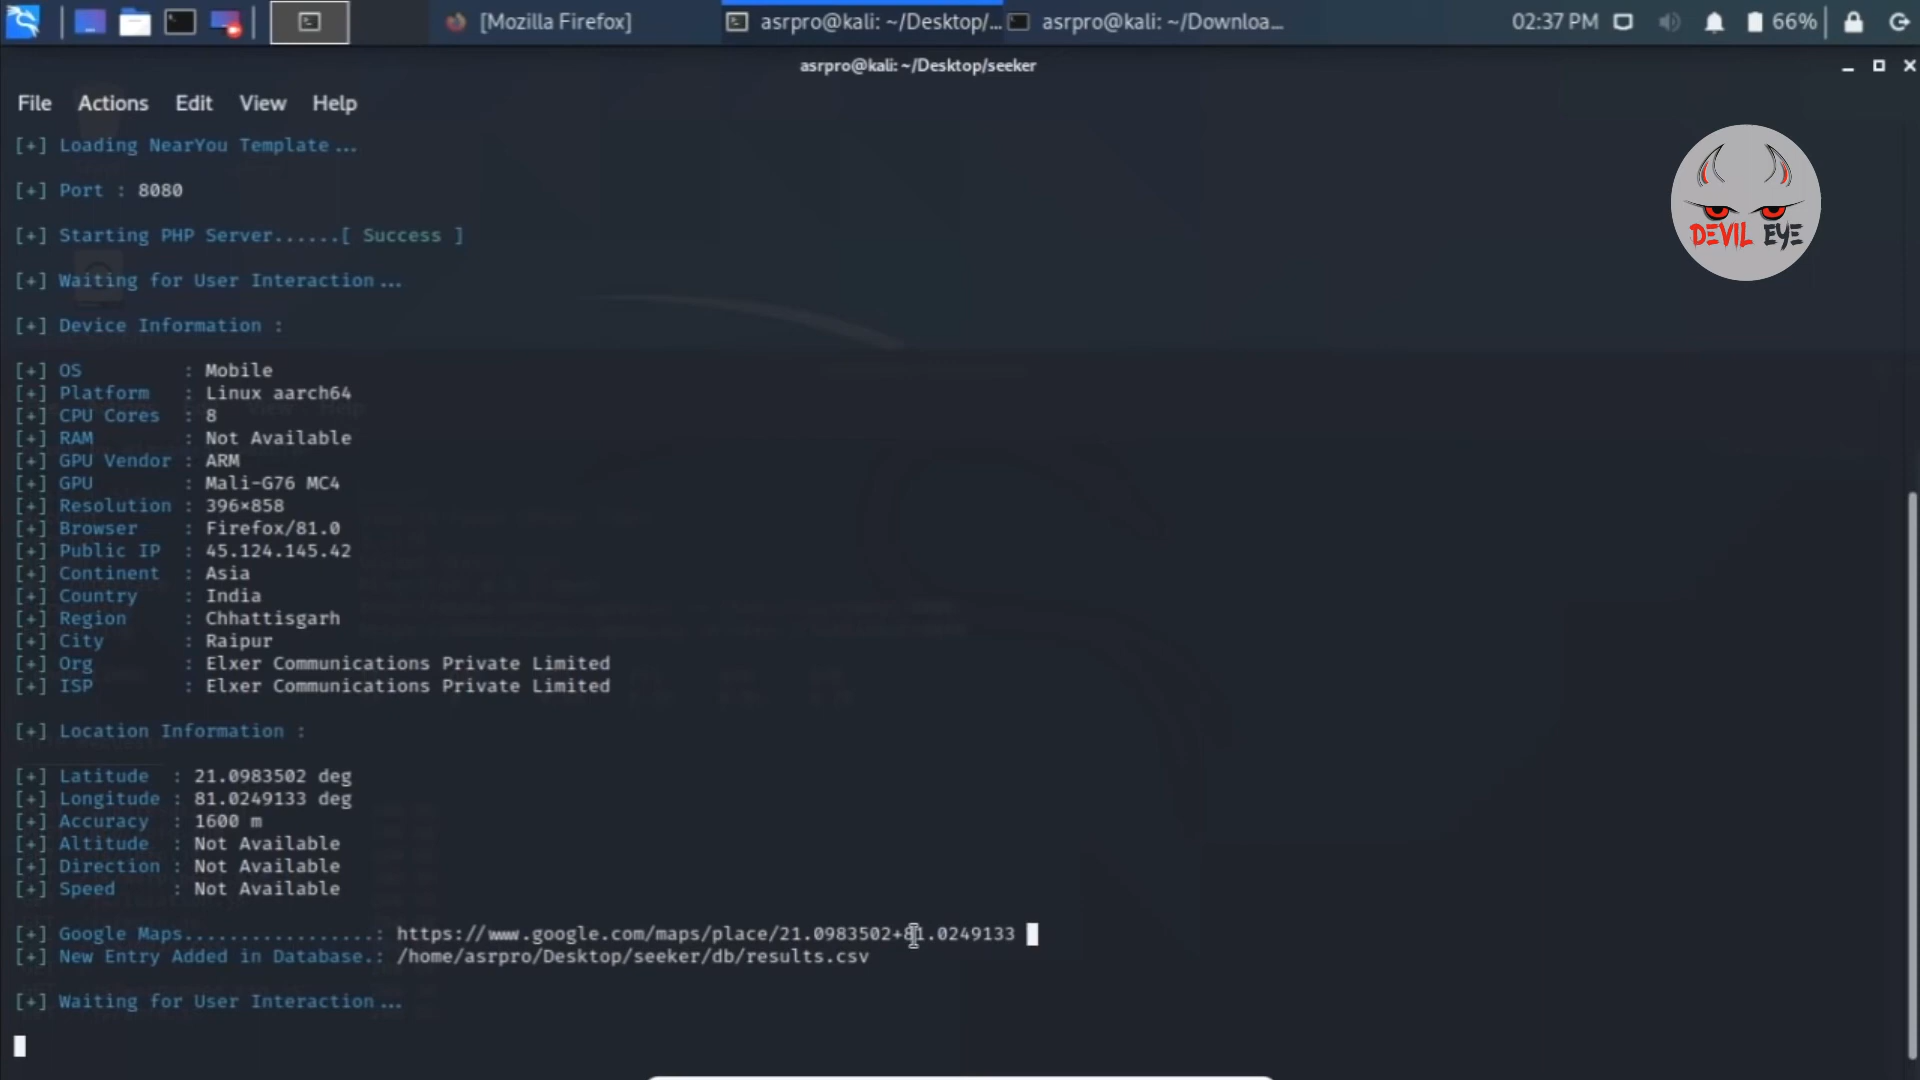 [Mozilla Firefox]
asrpro@kali: ~/Desktop/...
asrpro@kali: ~/Downloa...
02:37 PM
66%
asrpro@kali: ~/Desktop/seeker
File Actions Edit View Help
[+] Loading NearYou Template...
[+] Port : 8080
[+] Starting PHP Server......[ Success ]
[+] Waiting for User Interaction...
[+] Device Information :
[+] OS : Mobile
[+] Platform : Linux aarch64
[+] CPU Cores : 8
[+] RAM : Not Available
[+] GPU Vendor : ARM
[+] GPU : Mali-G76 MC4
[+] Resolution : 396×858
[+] Browser : Firefox/81.0
[+] Public IP : 45.124.145.42
[+] Continent : Asia
[+] Country : India
[+] Region : Chhattisgarh
[+] City : Raipur
[+] Org : Elxer Communications Private Limited
[+] ISP : Elxer Communications Private Limited
[+] Location Information :
[+] Latitude : 21.0983502 deg
[+] Longitude : 81.0249133 deg
[+] Accuracy : 1600 m
[+] Altitude : Not Available
[+] Direction : Not Available
[+] Speed : Not Available
[+] Google Maps.................: https://www.google.com/maps/place/21.0983502+81.0249133
[+] New Entry Added in Database.: /home/asrpro/Desktop/seeker/db/results.csv
[+] Waiting for User Interaction...
DEVIL EYE